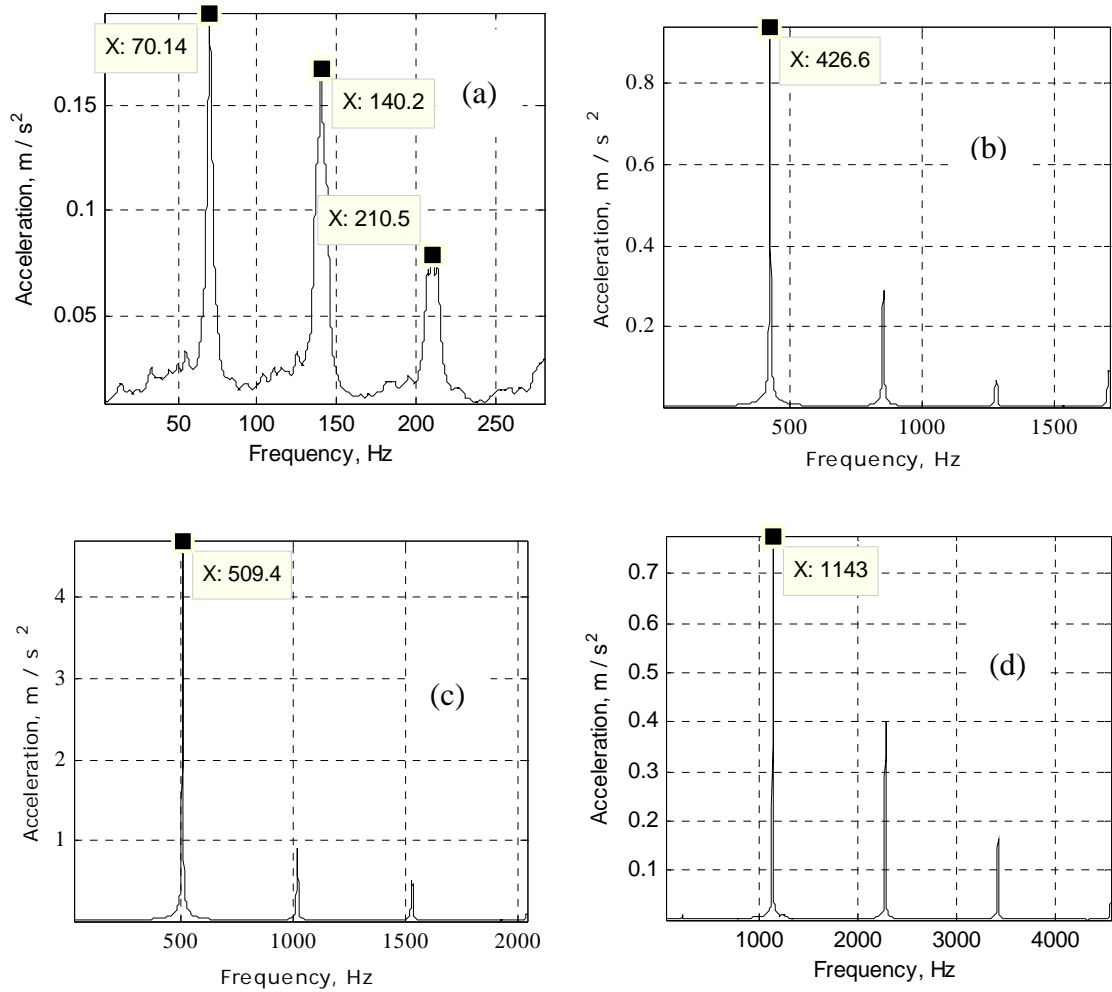 X: 70.14
X: 140.2
X: 210.5
(a)
0.15
0.1
0.05
Acceleration, m / s²
50 100 150 200 250
Frequency, Hz
X: 426.6
(b)
0.8
0.6
0.4
0.2
Acceleration, m / s ²
500 1000 1500
Frequency, Hz
X: 509.4
(c)
4
3
2
1
Acceleration, m / s ²
500 1000 1500 2000
Frequency, Hz
X: 1143
(d)
0.7
0.6
0.5
0.4
0.3
0.2
0.1
Acceleration, m / s²
1000 2000 3000 4000
Frequency, Hz